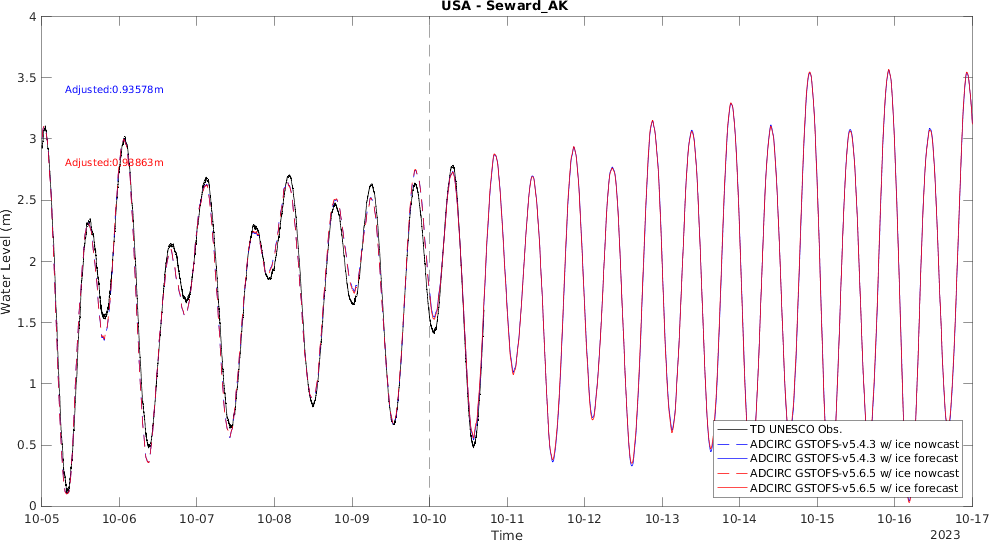 USA - Seward_AK
4
3.5
3
2.5
2
1.5
1
0.5
0
Water Level (m)
Adjusted:0.93578m
Adjusted:0.93863m
TD UNESCO Obs.
ADCIRC GSTOFS-v5.4.3 w/ ice nowcast
ADCIRC GSTOFS-v5.4.3 w/ ice forecast
ADCIRC GSTOFS-v5.6.5 w/ ice nowcast
ADCIRC GSTOFS-v5.6.5 w/ ice forecast
10-05 10-06 10-07 10-08 10-09 10-10 10-11 10-12 10-13 10-14 10-15 10-16 10-17
Time
2023